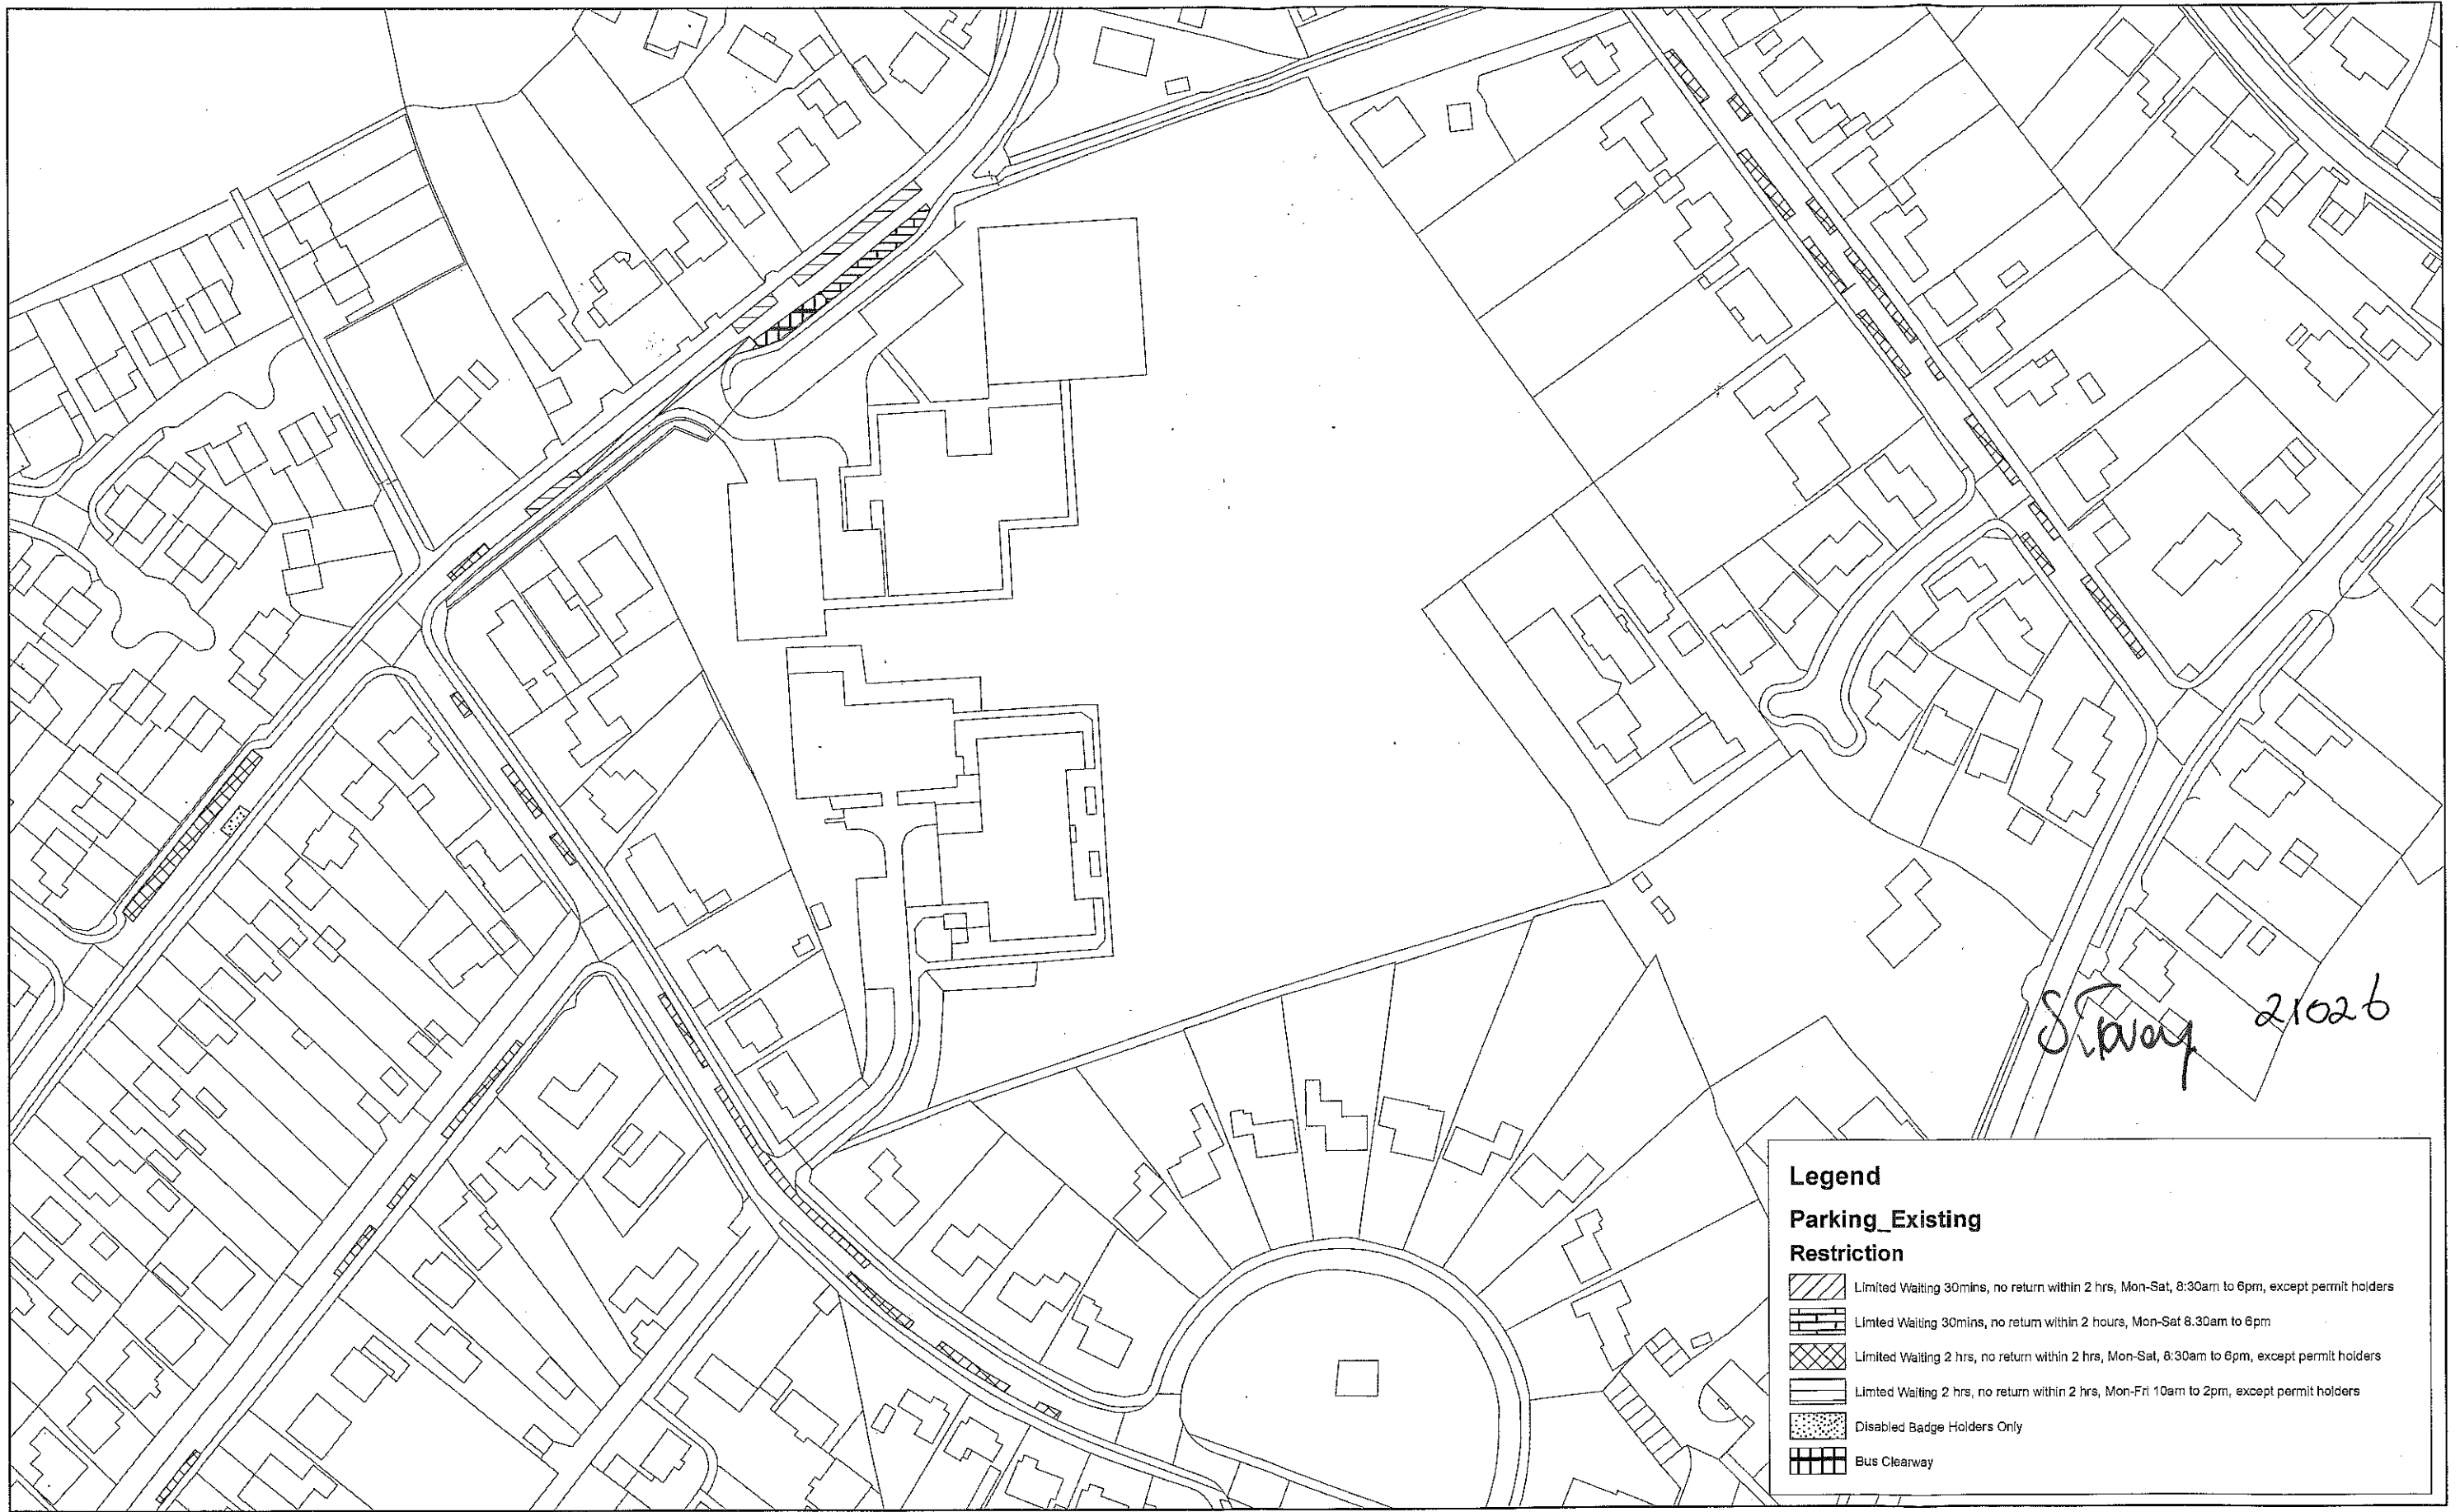 S Tovey 21026
Legend
Parking_Existing
Restriction
Limited Waiting 30mins, no return within 2 hrs, Mon-Sat, 8:30am to 6pm, except permit holders
Limted Waiting 30mins, no return within 2 hours, Mon-Sat 8.30am to 6pm
Limited Waiting 2 hrs, no return within 2 hrs, Mon-Sat, 8:30am to 6pm, except permit holders
Limted Waiting 2 hrs, no return within 2 hrs, Mon-Fri 10am to 2pm, except permit holders
Disabled Badge Holders Only
Bus Clearway